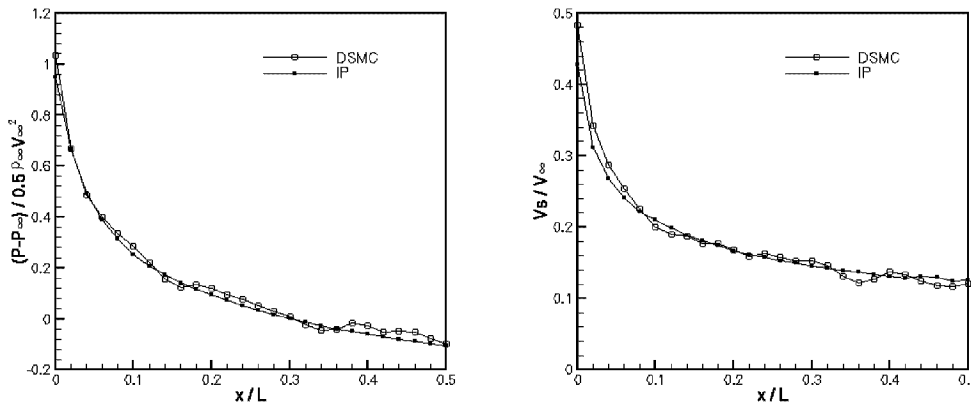 1.2
1
0.8
0.6
0.4
0.2
0
-0.2
(P-P∞) / 0.5 ρ∞V∞²
DSMC
IP
0 0.1 0.2 0.3 0.4 0.5
x / L
0.5
0.4
0.3
0.2
0.1
0
Vs / V∞
DSMC
IP
0 0.1 0.2 0.3 0.4 0.
x / L